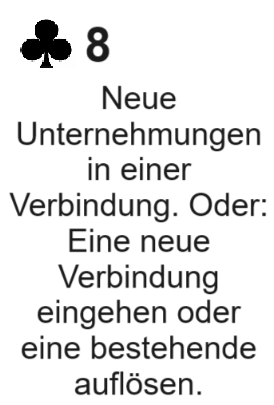 ♣ 8
Neue
Unternehmungen
in einer
Verbindung. Oder:
Eine neue
Verbindung
eingehen oder
eine bestehende
auflösen.